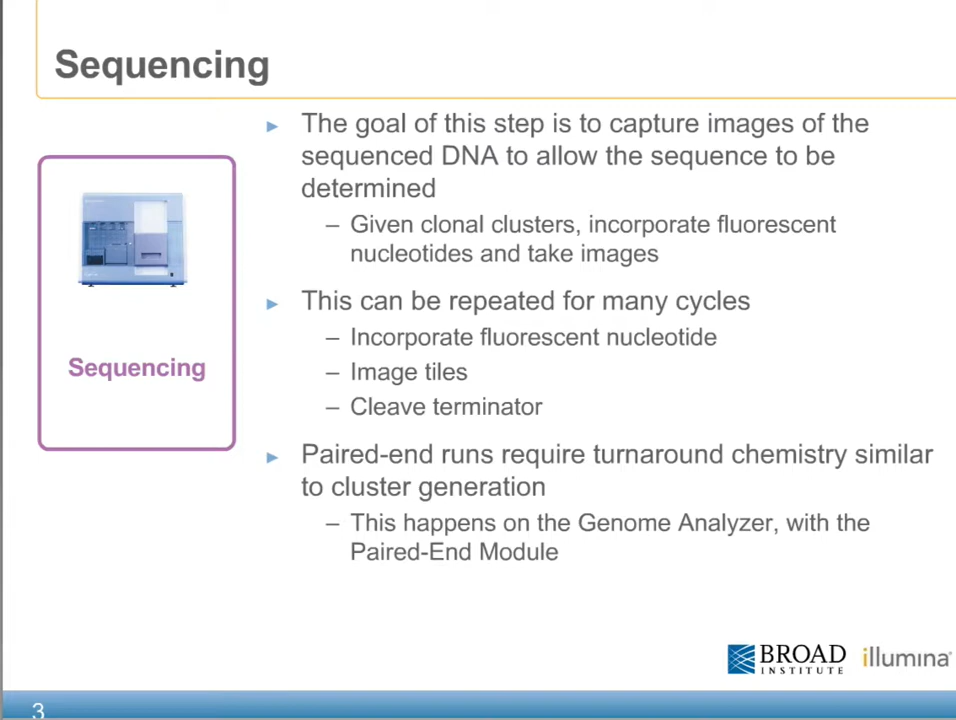 Sequencing
► The goal of this step is to capture images of the
sequenced DNA to allow the sequence to be
determined
– Given clonal clusters, incorporate fluorescent
nucleotides and take images
► This can be repeated for many cycles
– Incorporate fluorescent nucleotide
– Image tiles
– Cleave terminator
► Paired-end runs require turnaround chemistry similar
to cluster generation
– This happens on the Genome Analyzer, with the
Paired-End Module
Sequencing
BROAD
INSTITUTE
illumina®
3